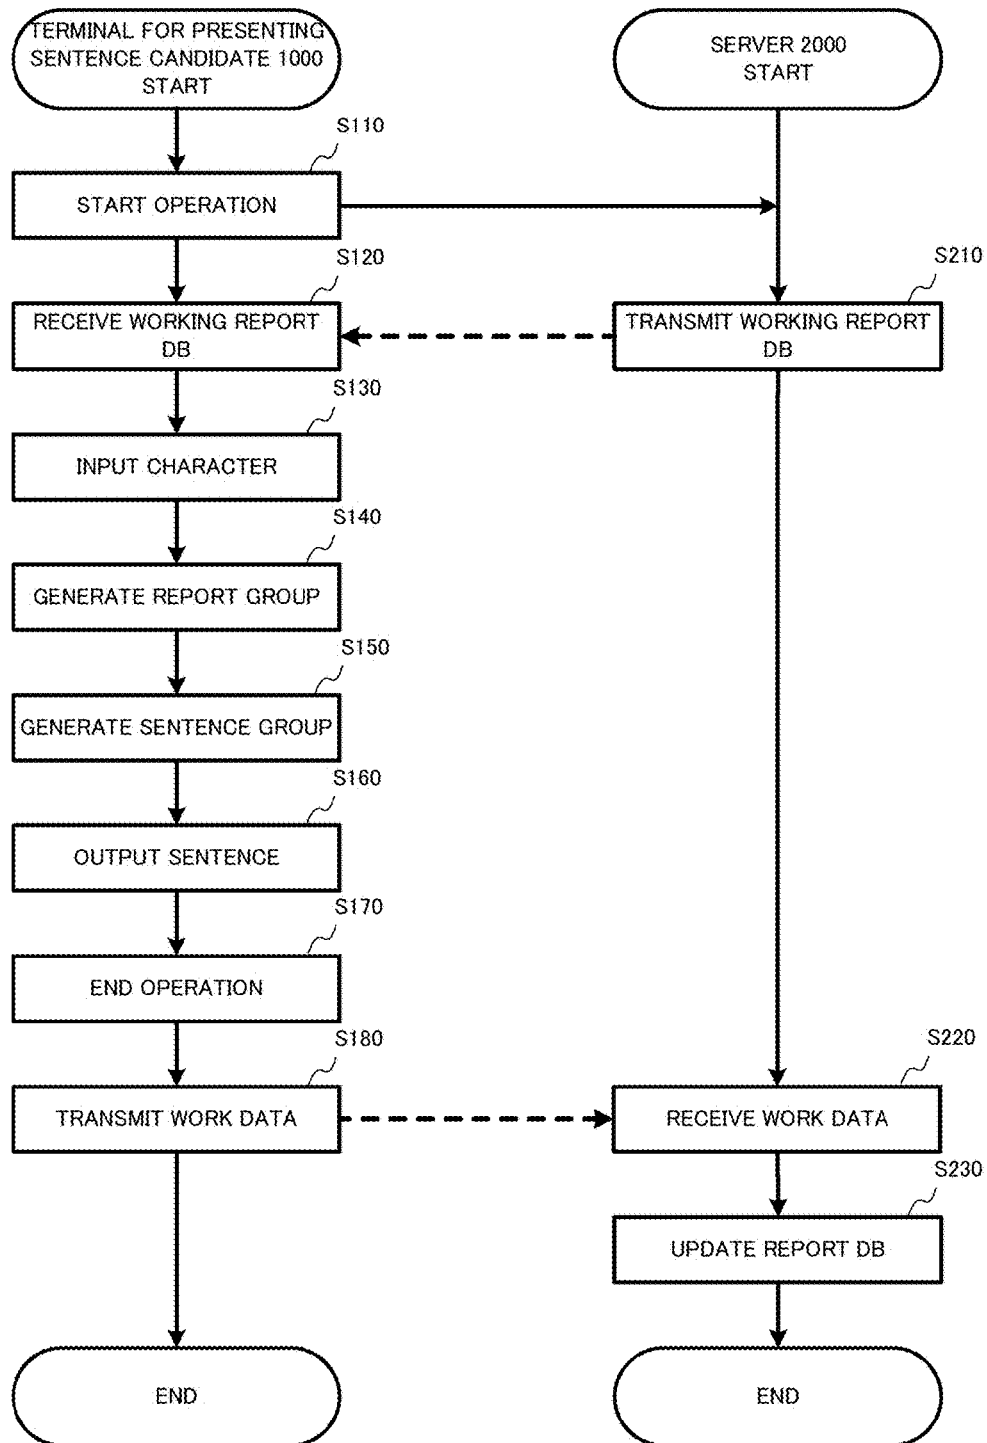 TERMINAL FOR PRESENTING
SENTENCE CANDIDATE 1000
START
SERVER 2000
START
S110
START OPERATION
S120
RECEIVE WORKING REPORT
DB
S210
TRANSMIT WORKING REPORT
DB
S130
INPUT CHARACTER
S140
GENERATE REPORT GROUP
S150
GENERATE SENTENCE GROUP
S160
OUTPUT SENTENCE
S170
END OPERATION
S180
TRANSMIT WORK DATA
S220
RECEIVE WORK DATA
S230
UPDATE REPORT DB
END
END